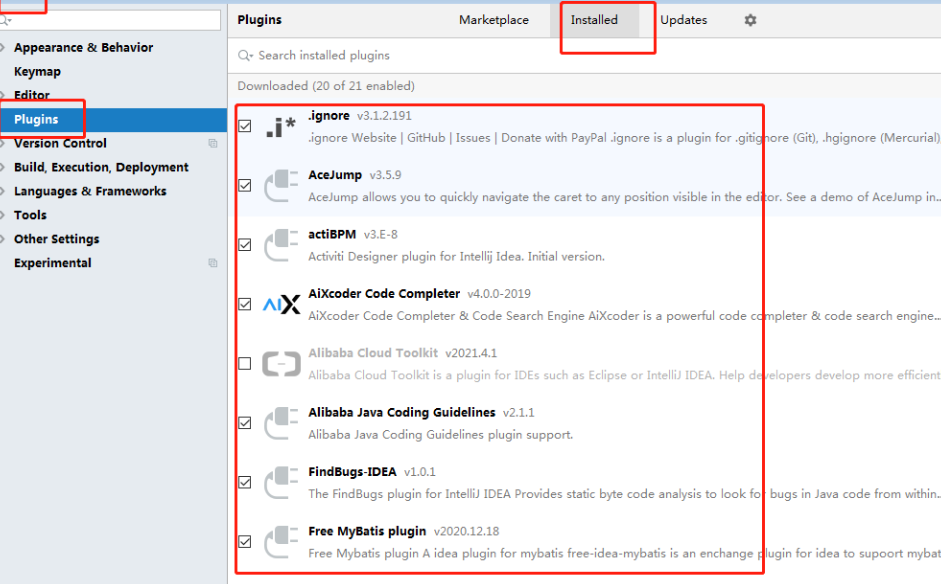 Plugins Marketplace Installed Updates
Appearance & Behavior
Keymap
Editor
Plugins
Version Control
Build, Execution, Deployment
Languages & Frameworks
Tools
Other Settings
Experimental
Search installed plugins
Downloaded (20 of 21 enabled)
.i*
.ignore v3.1.2.191
.ignore Website | GitHub | Issues | Donate with PayPal .ignore is a plugin for .gitignore (Git), .hgignore (Mercurial),
AceJump v3.5.9
AceJump allows you to quickly navigate the caret to any position visible in the editor. See a demo of AceJump in...
actiBPM v3.E-8
Activiti Designer plugin for Intellij Idea. Initial version.
AIX
AiXcoder Code Completer v4.0.0-2019
AiXcoder Code Completer & Code Search Engine AiXcoder is a powerful code completer & code search engine...
Alibaba Cloud Toolkit v2021.4.1
Alibaba Cloud Toolkit is a plugin for IDEs such as Eclipse or IntelliJ IDEA. Help developers develop more efficient
Alibaba Java Coding Guidelines v2.1.1
Alibaba Java Coding Guidelines plugin support.
FindBugs-IDEA v1.0.1
The FindBugs plugin for IntelliJ IDEA Provides static byte code analysis to look for bugs in Java code from within...
Free MyBatis plugin v2020.12.18
Free Mybatis plugin A idea plugin for mybatis free-idea-mybatis is an enchange plugin for idea to supoort mybat